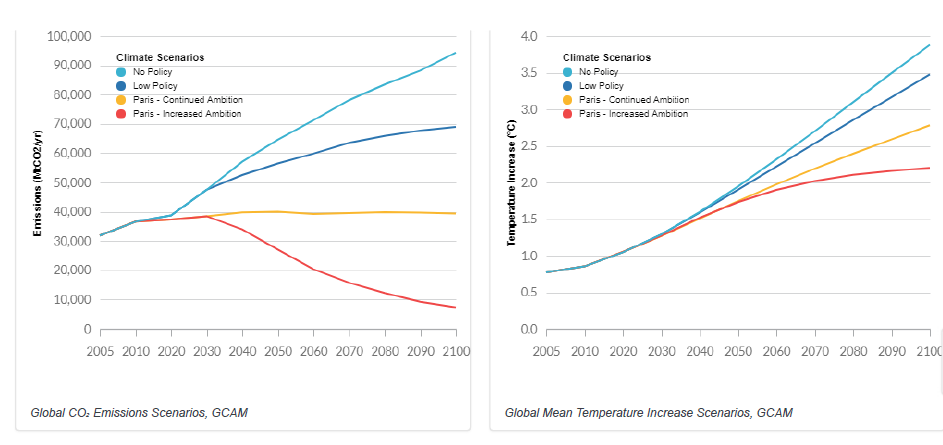 100,000
90,000
80,000
70,000
60,000
50,000
40,000
30,000
20,000
10,000
0
Emissions (MtCO2/yr)
Climate Scenarios
No Policy
Low Policy
Paris - Continued Ambition
Paris - Increased Ambition
2005 2010 2020 2030 2040 2050 2060 2070 2080 2090 2100
Global CO₂ Emissions Scenarios, GCAM
4.0
3.5
3.0
2.5
2.0
1.5
1.0
0.5
0.0
Temperature Increase (°C)
Climate Scenarios
No Policy
Low Policy
Paris - Continued Ambition
Paris - Increased Ambition
2005 2010 2020 2030 2040 2050 2060 2070 2080 2090 2100
Global Mean Temperature Increase Scenarios, GCAM